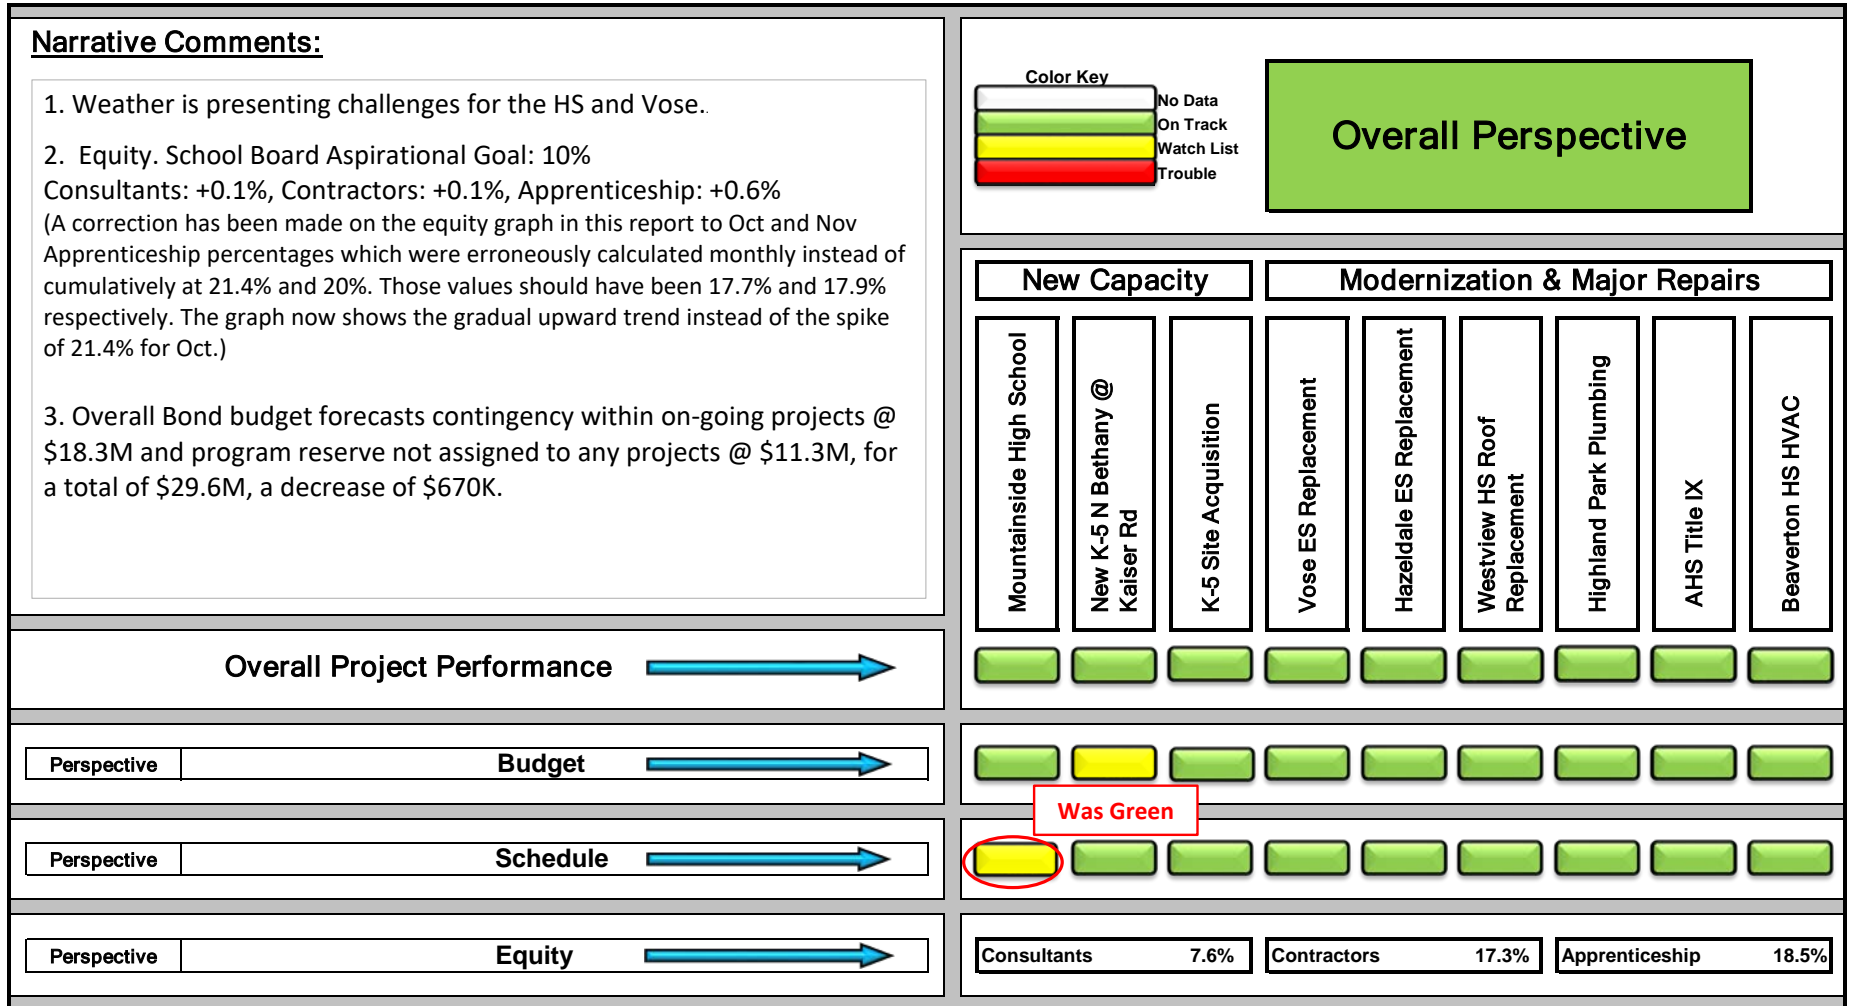 Narrative Comments:
1. Weather is presenting challenges for the HS and Vose..
2.  Equity. School Board Aspirational Goal: 10%
Consultants: +0.1%, Contractors: +0.1%, Apprenticeship: +0.6%
(A correction has been made on the equity graph in this report to Oct and Nov
Apprenticeship percentages which were erroneously calculated monthly instead of
cumulatively at 21.4% and 20%. Those values should have been 17.7% and 17.9%
respectively. The graph now shows the gradual upward trend instead of the spike
of 21.4% for Oct.)
3. Overall Bond budget forecasts contingency within on-going projects @
$18.3M and program reserve not assigned to any projects @ $11.3M, for
a total of $29.6M, a decrease of $670K.
Color Key
No Data
On Track
Watch List
Trouble
Overall Perspective
New Capacity
Modernization & Major Repairs
Mountainside High School
New K-5 N Bethany @
Kaiser Rd
K-5 Site Acquisition
Vose ES Replacement
Hazeldale ES Replacement
Westview HS Roof
Replacement
Highland Park Plumbing
AHS Title IX
Beaverton HS HVAC
Overall Project Performance
Perspective
Budget
Was Green
Perspective
Schedule
Perspective
Equity
Consultants 7.6%
Contractors 17.3%
Apprenticeship 18.5%